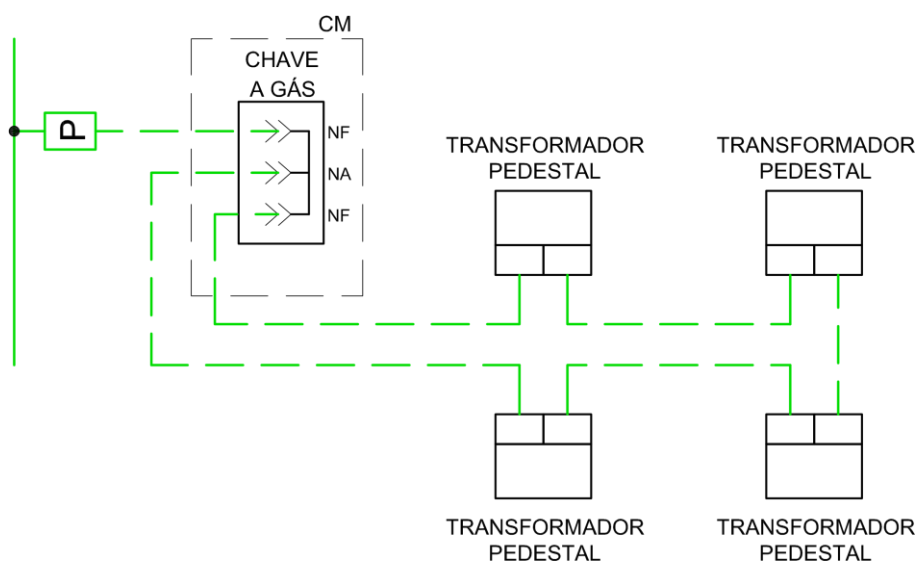 CM
CHAVE
A GÁS
P
NF
NA
NF
TRANSFORMADOR
PEDESTAL
TRANSFORMADOR
PEDESTAL
TRANSFORMADOR
PEDESTAL
TRANSFORMADOR
PEDESTAL